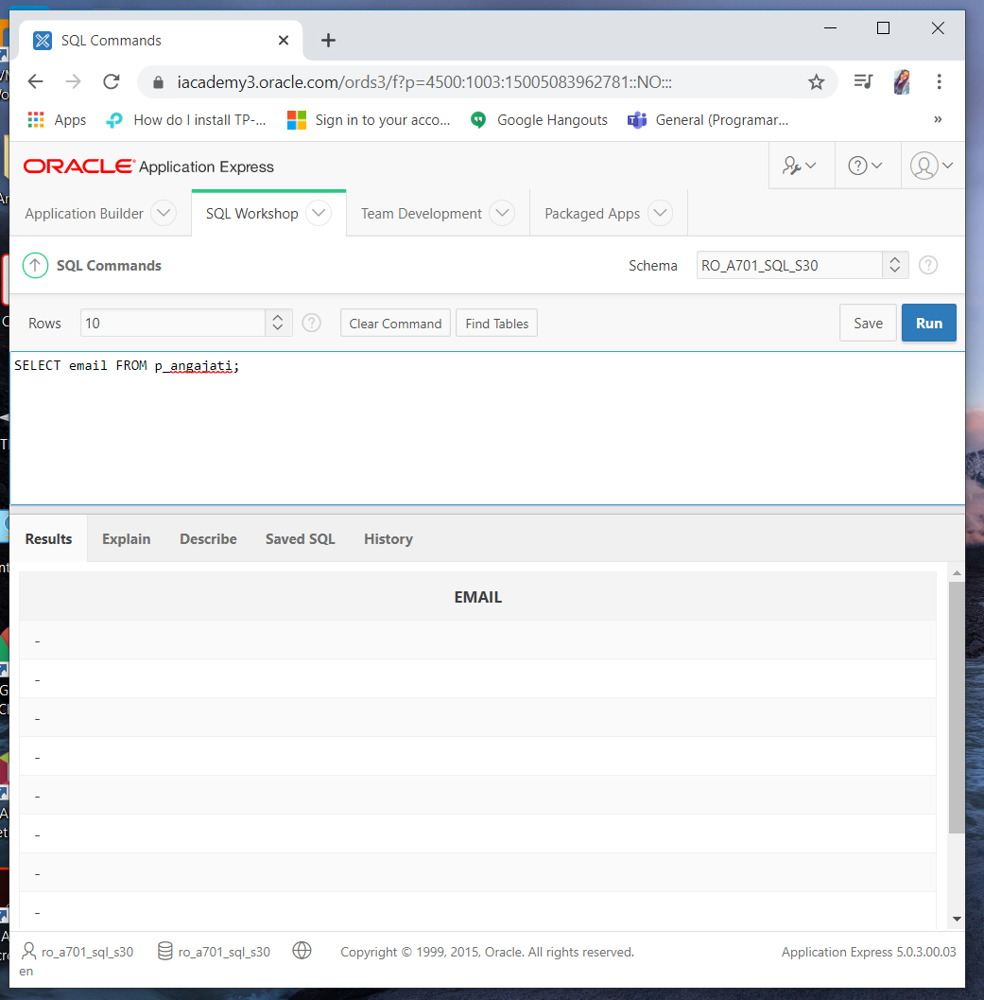 SQL Commands
iacademy3.oracle.com/ords3/f?p=4500:1003:15005083962781::NO:::
Apps How do I install TP-... Sign in to your acco... Google Hangouts General (Programar... »
ORACLE Application Express
Application Builder SQL Workshop Team Development Packaged Apps
SQL Commands Schema RO_A701_SQL_S30 ?
Rows 10 ? Clear Command Find Tables Save Run
SELECT email FROM p_angajati;
Results Explain Describe Saved SQL History
EMAIL
-
-
-
-
-
-
-
-
ro_a701_sql_s30 ro_a701_sql_s30 Copyright © 1999, 2015, Oracle. All rights reserved. Application Express 5.0.3.00.03
en